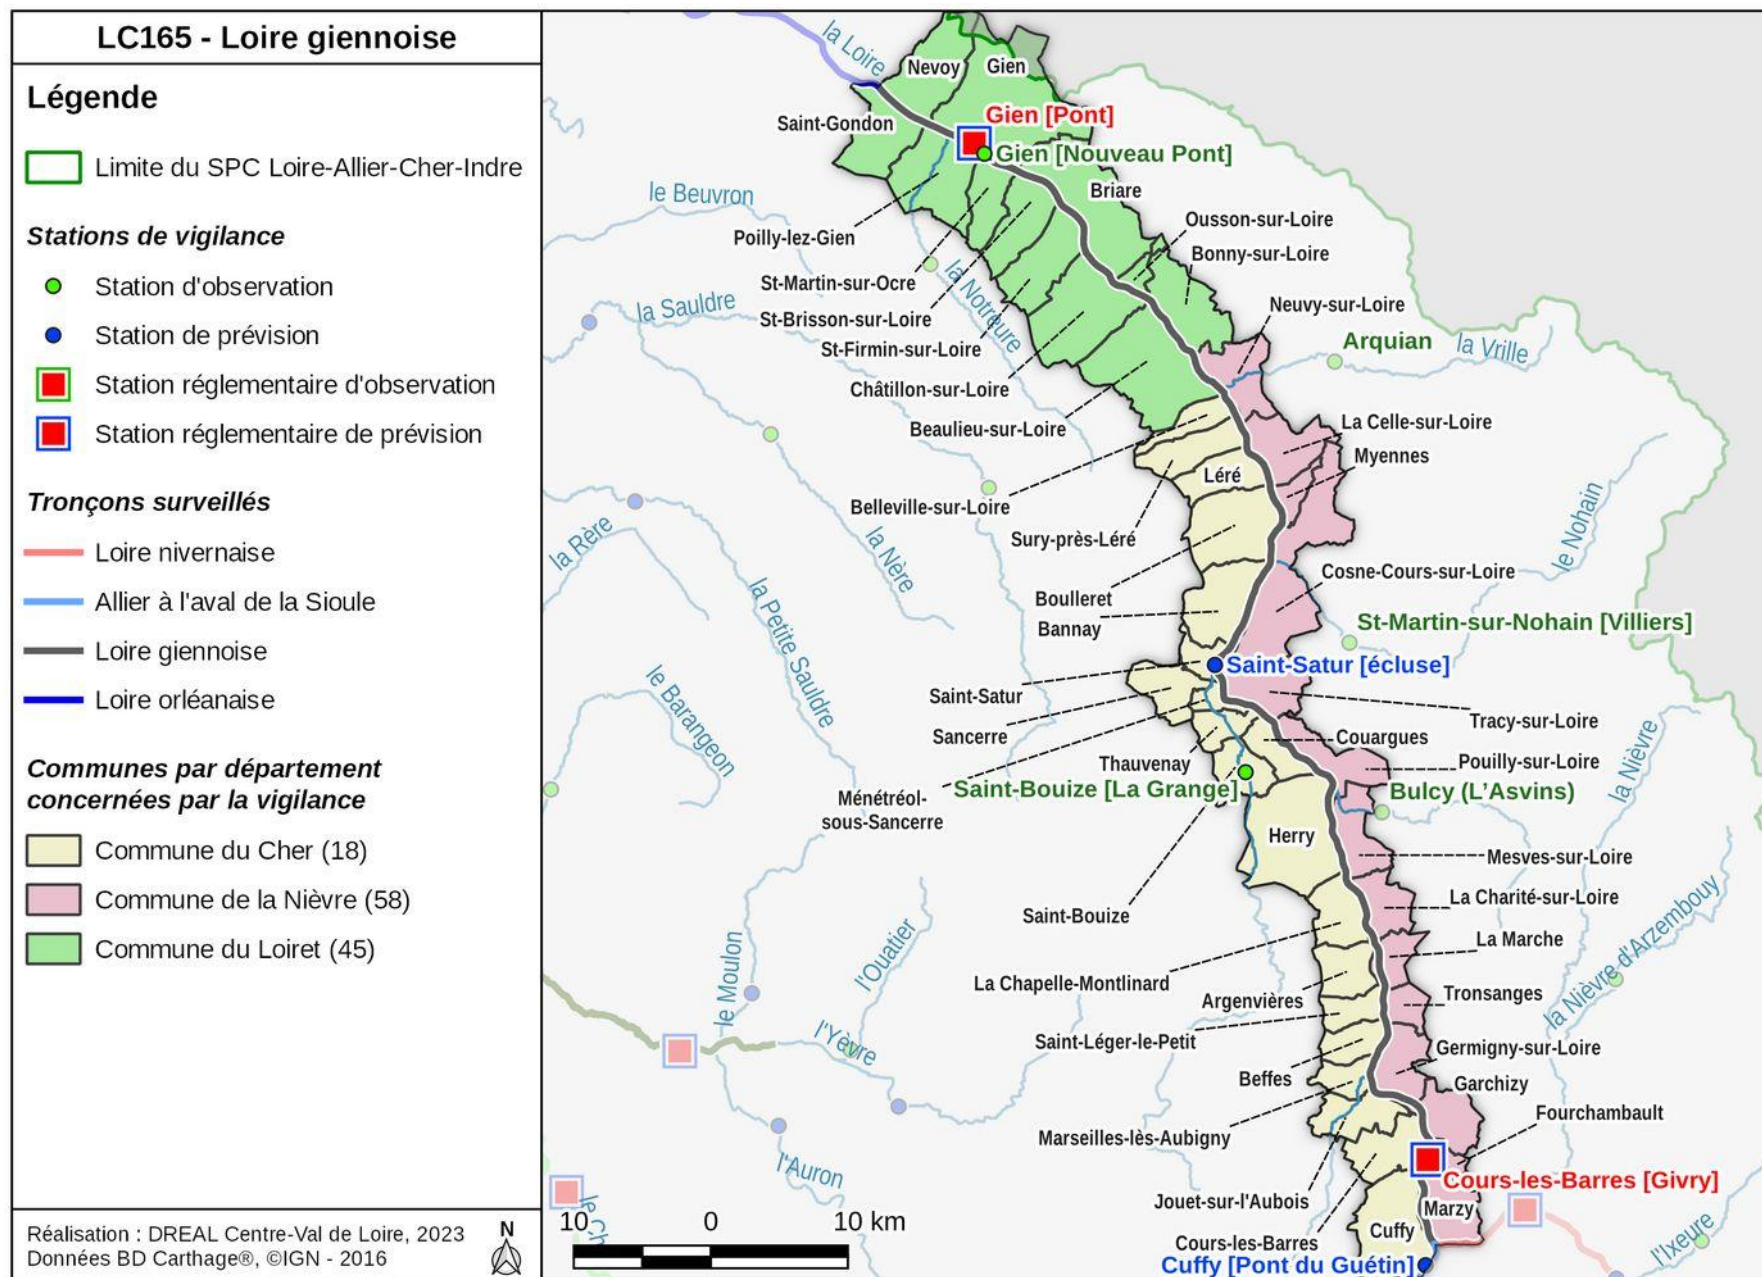 LC165 - Loire giennoise
Légende
Limite du SPC Loire-Allier-Cher-Indre
Stations de vigilance
Station d'observation
Station de prévision
Station réglementaire d'observation
Station réglementaire de prévision
Tronçons surveillés
Loire nivernaise
Allier à l'aval de la Sioule
Loire giennoise
Loire orléanaise
Communes par département
concernées par la vigilance
Commune du Cher (18)
Commune de la Nièvre (58)
Commune du Loiret (45)
Réalisation : DREAL Centre-Val de Loire, 2023
Données BD Carthage®, ©IGN - 2016
N
la Loire
Nevoy
Gien
Saint-Gondon
Gien [Pont]
Gien [Nouveau Pont]
le Beuvron
Briare
Poilly-lez-Gien
Ousson-sur-Loire
Bonny-sur-Loire
St-Martin-sur-Ocre
la Notreure
la Sauldre
Neuvy-sur-Loire
St-Brisson-sur-Loire
St-Firmin-sur-Loire
Arquian
la Vrille
Châtillon-sur-Loire
Beaulieu-sur-Loire
La Celle-sur-Loire
Myennes
Léré
Belleville-sur-Loire
Sury-près-Léré
la Rère
la Nère
le Nohain
Cosne-Cours-sur-Loire
Boulleret
Bannay
la Petite Sauldre
St-Martin-sur-Nohain [Villiers]
Saint-Satur [écluse]
le Barangeon
Saint-Satur
Sancerre
Tracy-sur-Loire
Couargues
la Nièvre
Thauvenay
Pouilly-sur-Loire
Saint-Bouize [La Grange]
Bulcy (L'Asvins)
Ménétréol-
sous-Sancerre
Herry
Mesves-sur-Loire
La Charité-sur-Loire
Saint-Bouize
La Marche
la Nièvre d'Arzembouy
l'Ouatier
le Moulon
La Chapelle-Montlinard
Argenvières
Tronsanges
l'Yèvre
Saint-Léger-le-Petit
Germigny-sur-Loire
Beffes
Garchizy
Fourchambault
Marseilles-lès-Aubigny
l'Auron
Cours-les-Barres [Givry]
Jouet-sur-l'Aubois
Marzy
le Ch
Cuffy
Cours-les-Barres
l'Ixeure
Cuffy [Pont du Guétin]
10 0 10 km